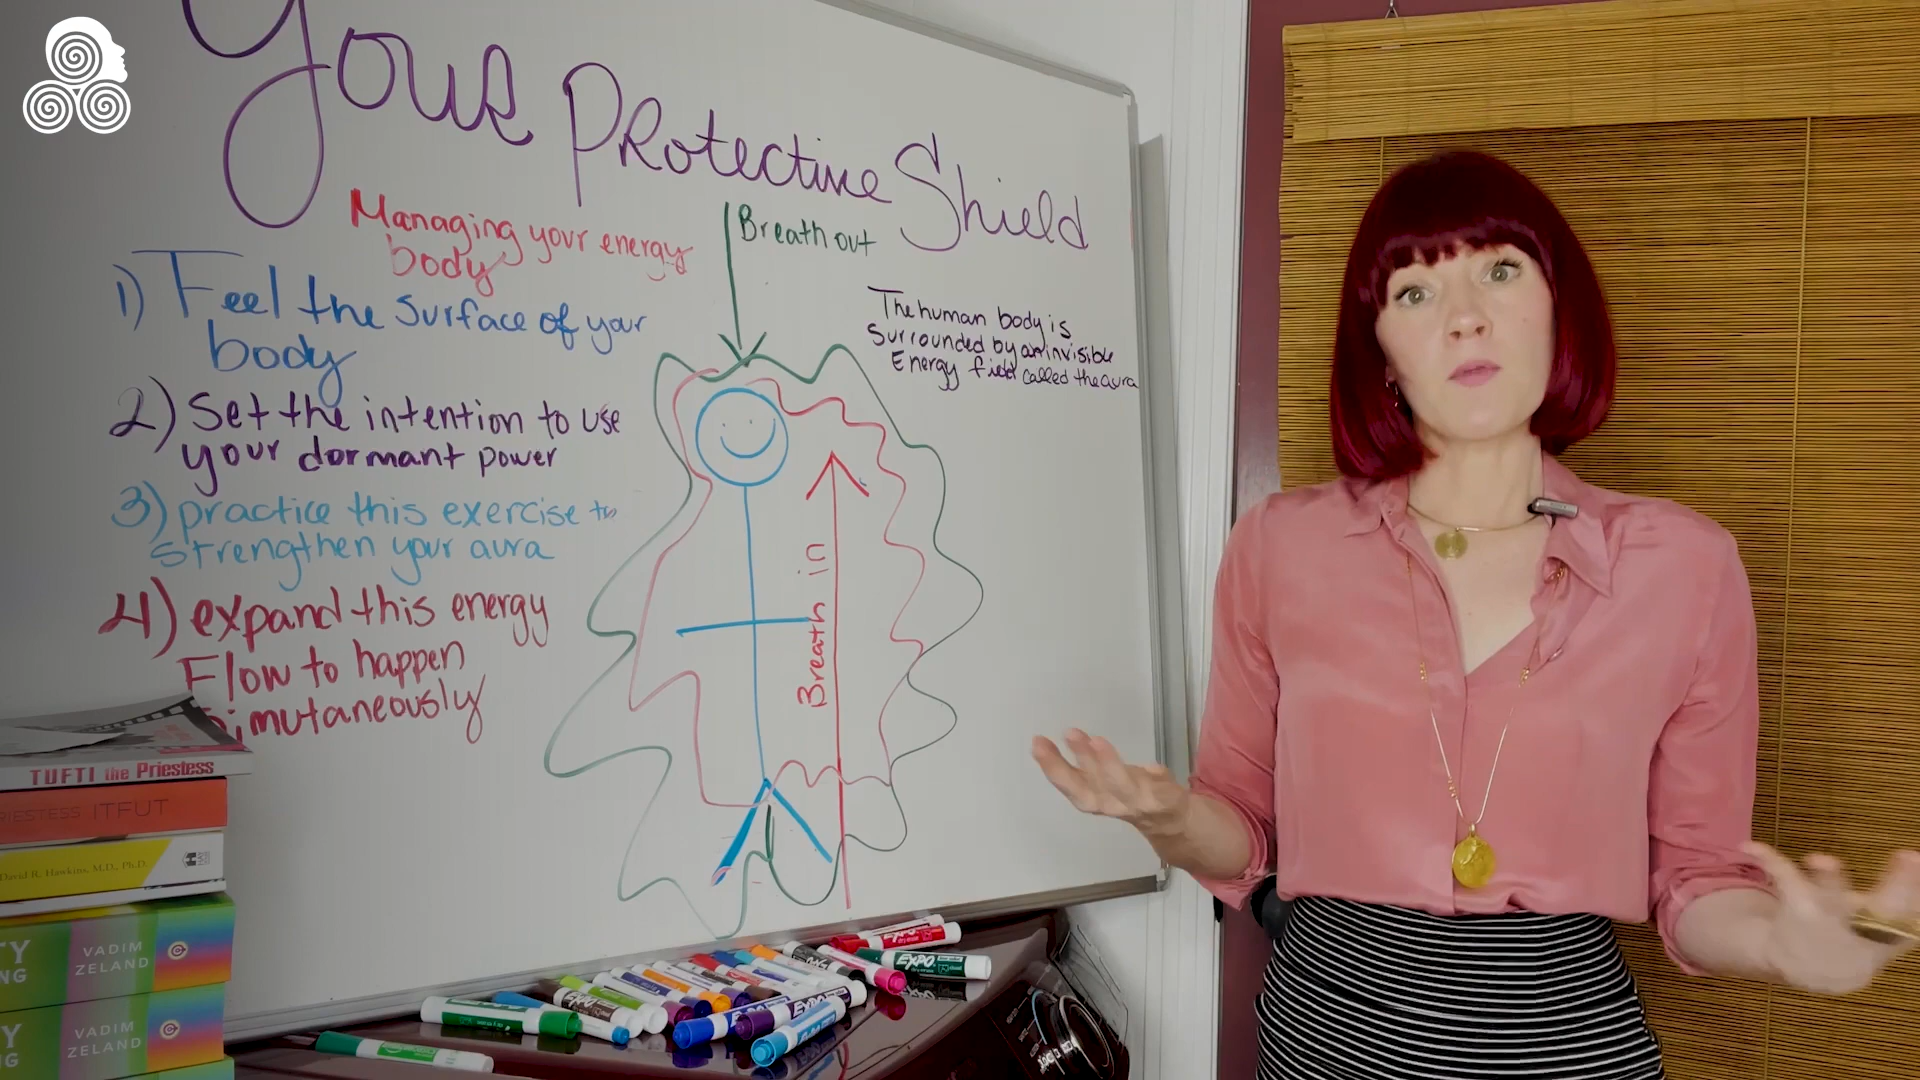 Your Protective Shield
Managing your energy
body
Breath out
1) Feel the surface of your
body
2) Set the intention to use
your dormant power
3) practice this exercise to
strengthen your aura
4) expand this energy
Flow to happen
simutaneously
The human body is
Surrounded by an invisible
Energy field called the aura
Breath in
TUFTI the Priestess
PRIESTESS ITFUT
David R. Hawkins, M.D., Ph.D.
VADIM
ZELAND
VADIM
ZELAND
EXPO
EXPO
EXPO